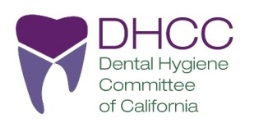 DHCC
Dental Hygiene
Committee
of California